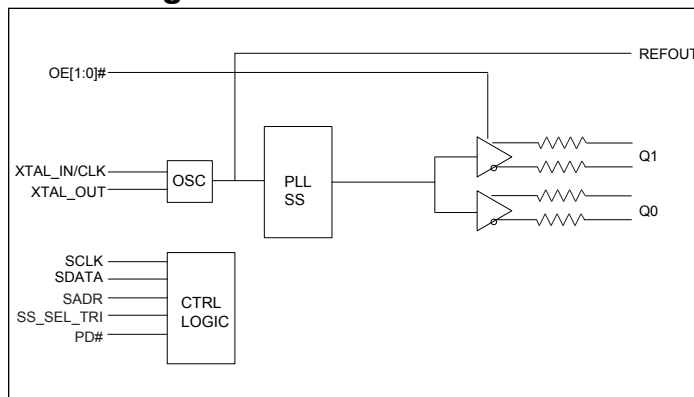 REFOUT
OE[1:0]#
XTAL_IN/CLK
XTAL_OUT
OSC
PLL
SS
Q1
Q0
SCLK
SDATA
SADR
SS_SEL_TRI
PD#
CTRL
LOGIC